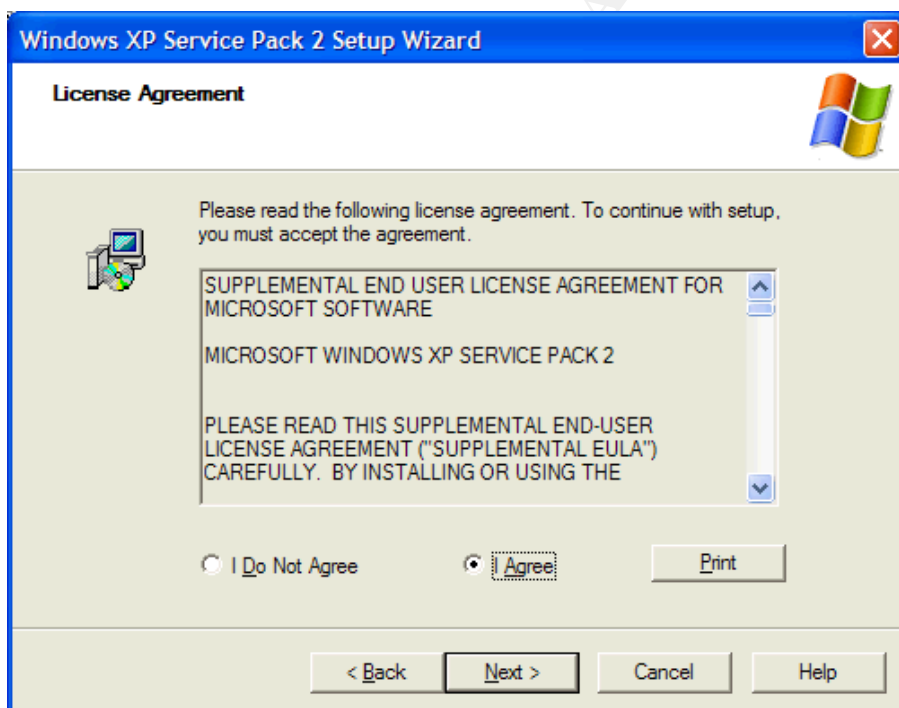 Windows XP Service Pack 2 Setup Wizard
License Agreement
Please read the following license agreement. To continue with setup,
you must accept the agreement.
SUPPLEMENTAL END USER LICENSE AGREEMENT FOR
MICROSOFT SOFTWARE
MICROSOFT WINDOWS XP SERVICE PACK 2
PLEASE READ THIS SUPPLEMENTAL END-USER
LICENSE AGREEMENT ("SUPPLEMENTAL EULA")
CAREFULLY. BY INSTALLING OR USING THE
I Do Not Agree
I Agree
Print
< Back
Next >
Cancel
Help